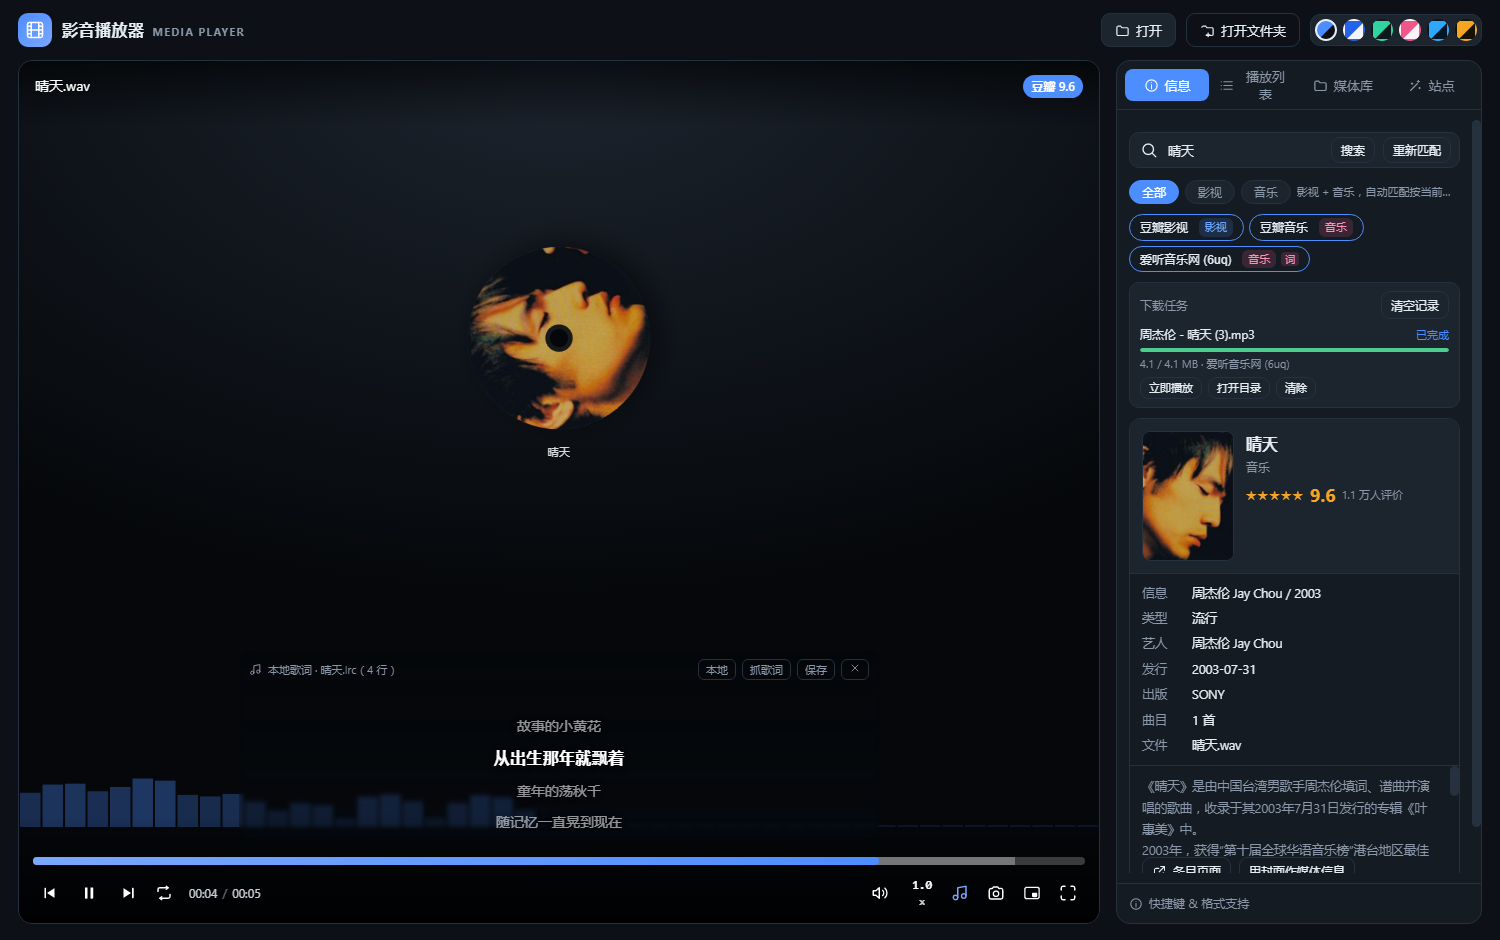 影音播放器 MEDIA PLAYER
打开
打开文件夹
晴天.wav
豆瓣 9.6
晴天
本地歌词 · 晴天.lrc ( 4 行 )
本地
抓歌词
保存
故事的小黄花
从出生那年就飘着
童年的荡秋千
随记忆一直晃到现在
00:04 / 00:05
1.0
x
信息
播放列
表
媒体库
站点
晴天
搜索
重新匹配
全部
影视
音乐
影视 + 音乐，自动匹配按当前...
豆瓣影视 影视
豆瓣音乐 音乐
爱听音乐网 (6uq) 音乐 词
下载任务
清空记录
周杰伦 - 晴天 (3).mp3
已完成
4.1 / 4.1 MB · 爱听音乐网 (6uq)
立即播放
打开目录
清除
晴天
音乐
★★★★★ 9.6 1.1 万人评价
信息 周杰伦 Jay Chou / 2003
类型 流行
艺人 周杰伦 Jay Chou
发行 2003-07-31
出版 SONY
曲目 1 首
文件 晴天.wav
《晴天》是由中国台湾男歌手周杰伦填词、谱曲并演
唱的歌曲，收录于其2003年7月31日发行的专辑《叶
惠美》中。
2003年，获得“第十届全球华语音乐榜”港台地区最佳
条目页面
用封面作媒体信息
快捷键 & 格式支持